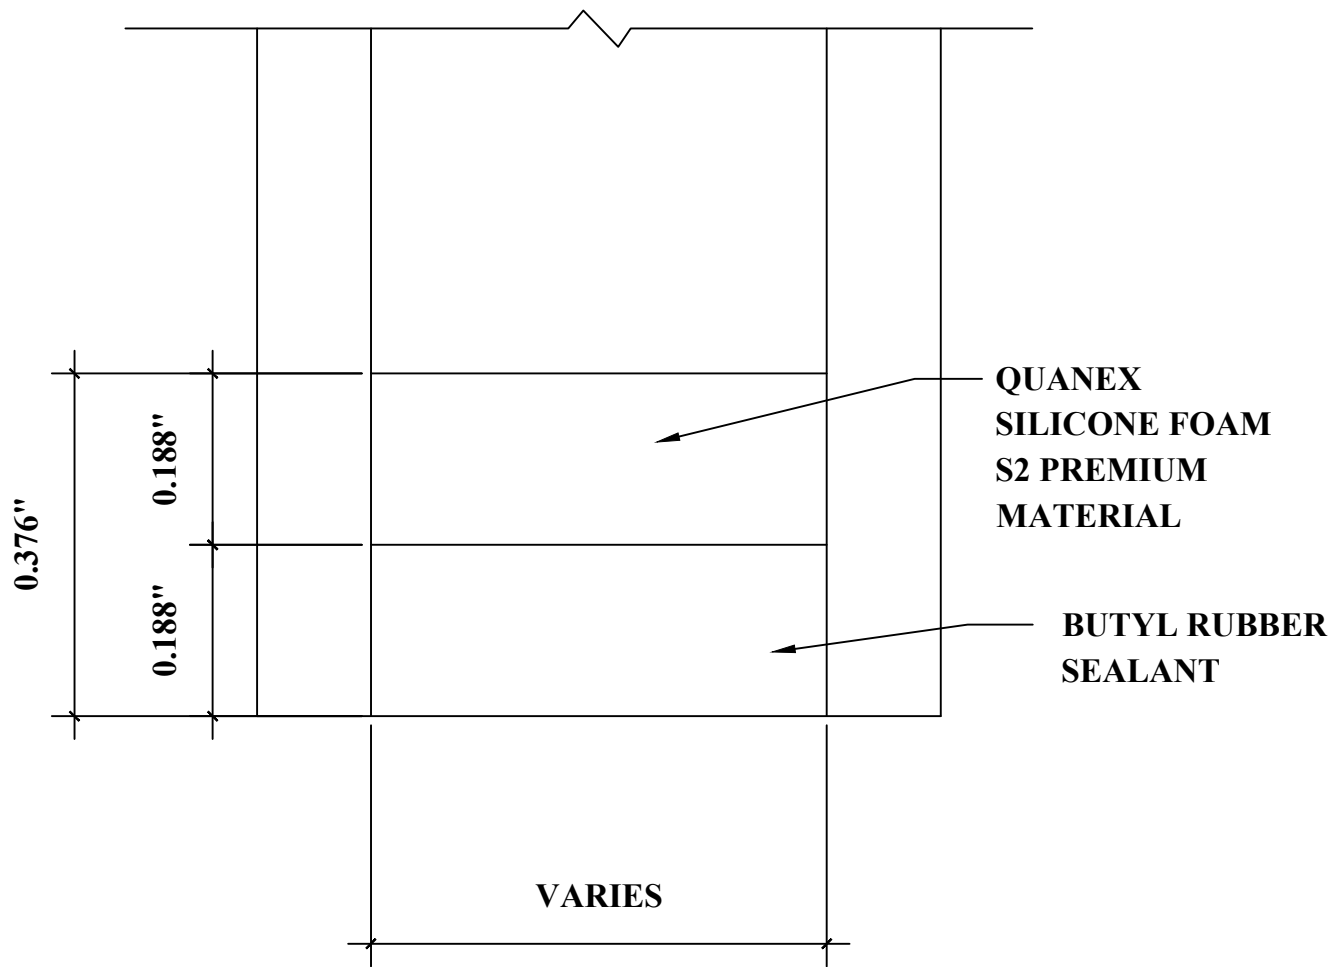 QUANEX
SILICONE FOAM
S2 PREMIUM
MATERIAL
0.188"
0.376"
0.188"
BUTYL RUBBER
SEALANT
VARIES